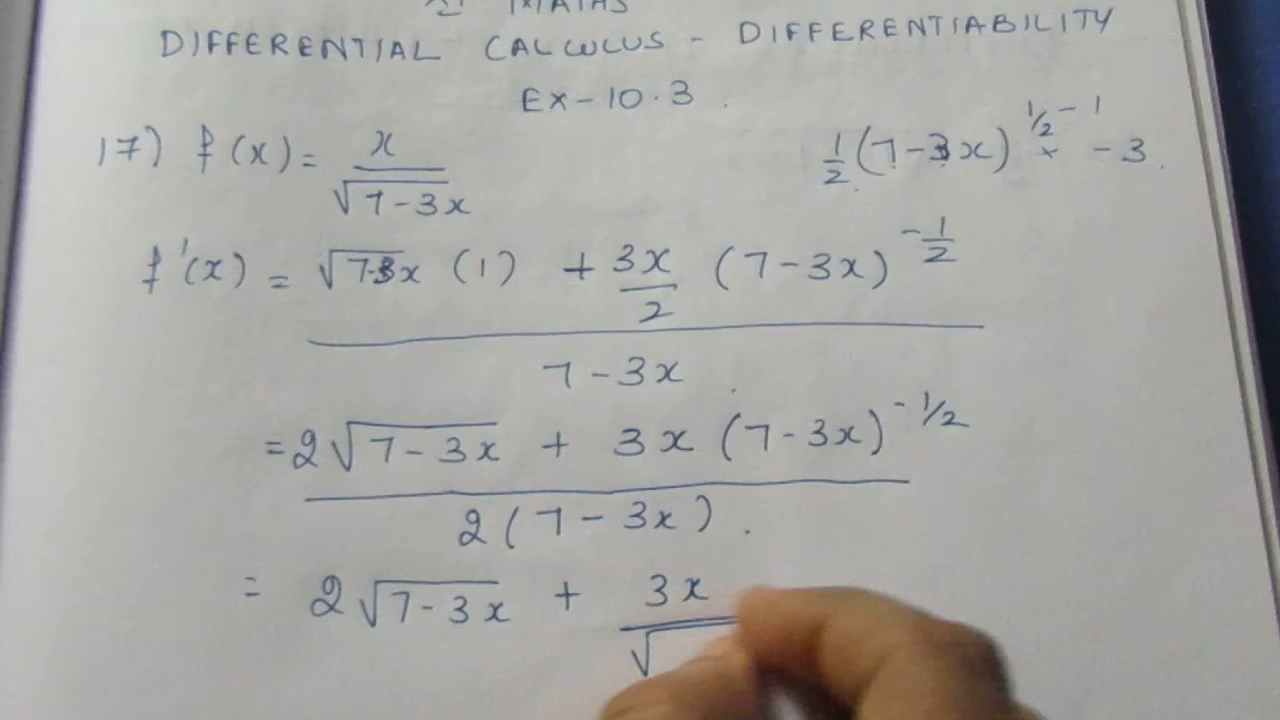 MATHS
DIFFERENTIAL CALCULUS - DIFFERENTIABILITY
EX-10.3.
17) f(x) = x / √(7-3x)
1/2 (7-3x)^(1/2 - 1) × -3.
f'(x) = √(7-3x) (1) + 3x/2 (7-3x)^(-1/2)
7-3x
= 2√(7-3x) + 3x (7-3x)^(-1/2)
2(7-3x).
= 2√(7-3x) + 3x / √